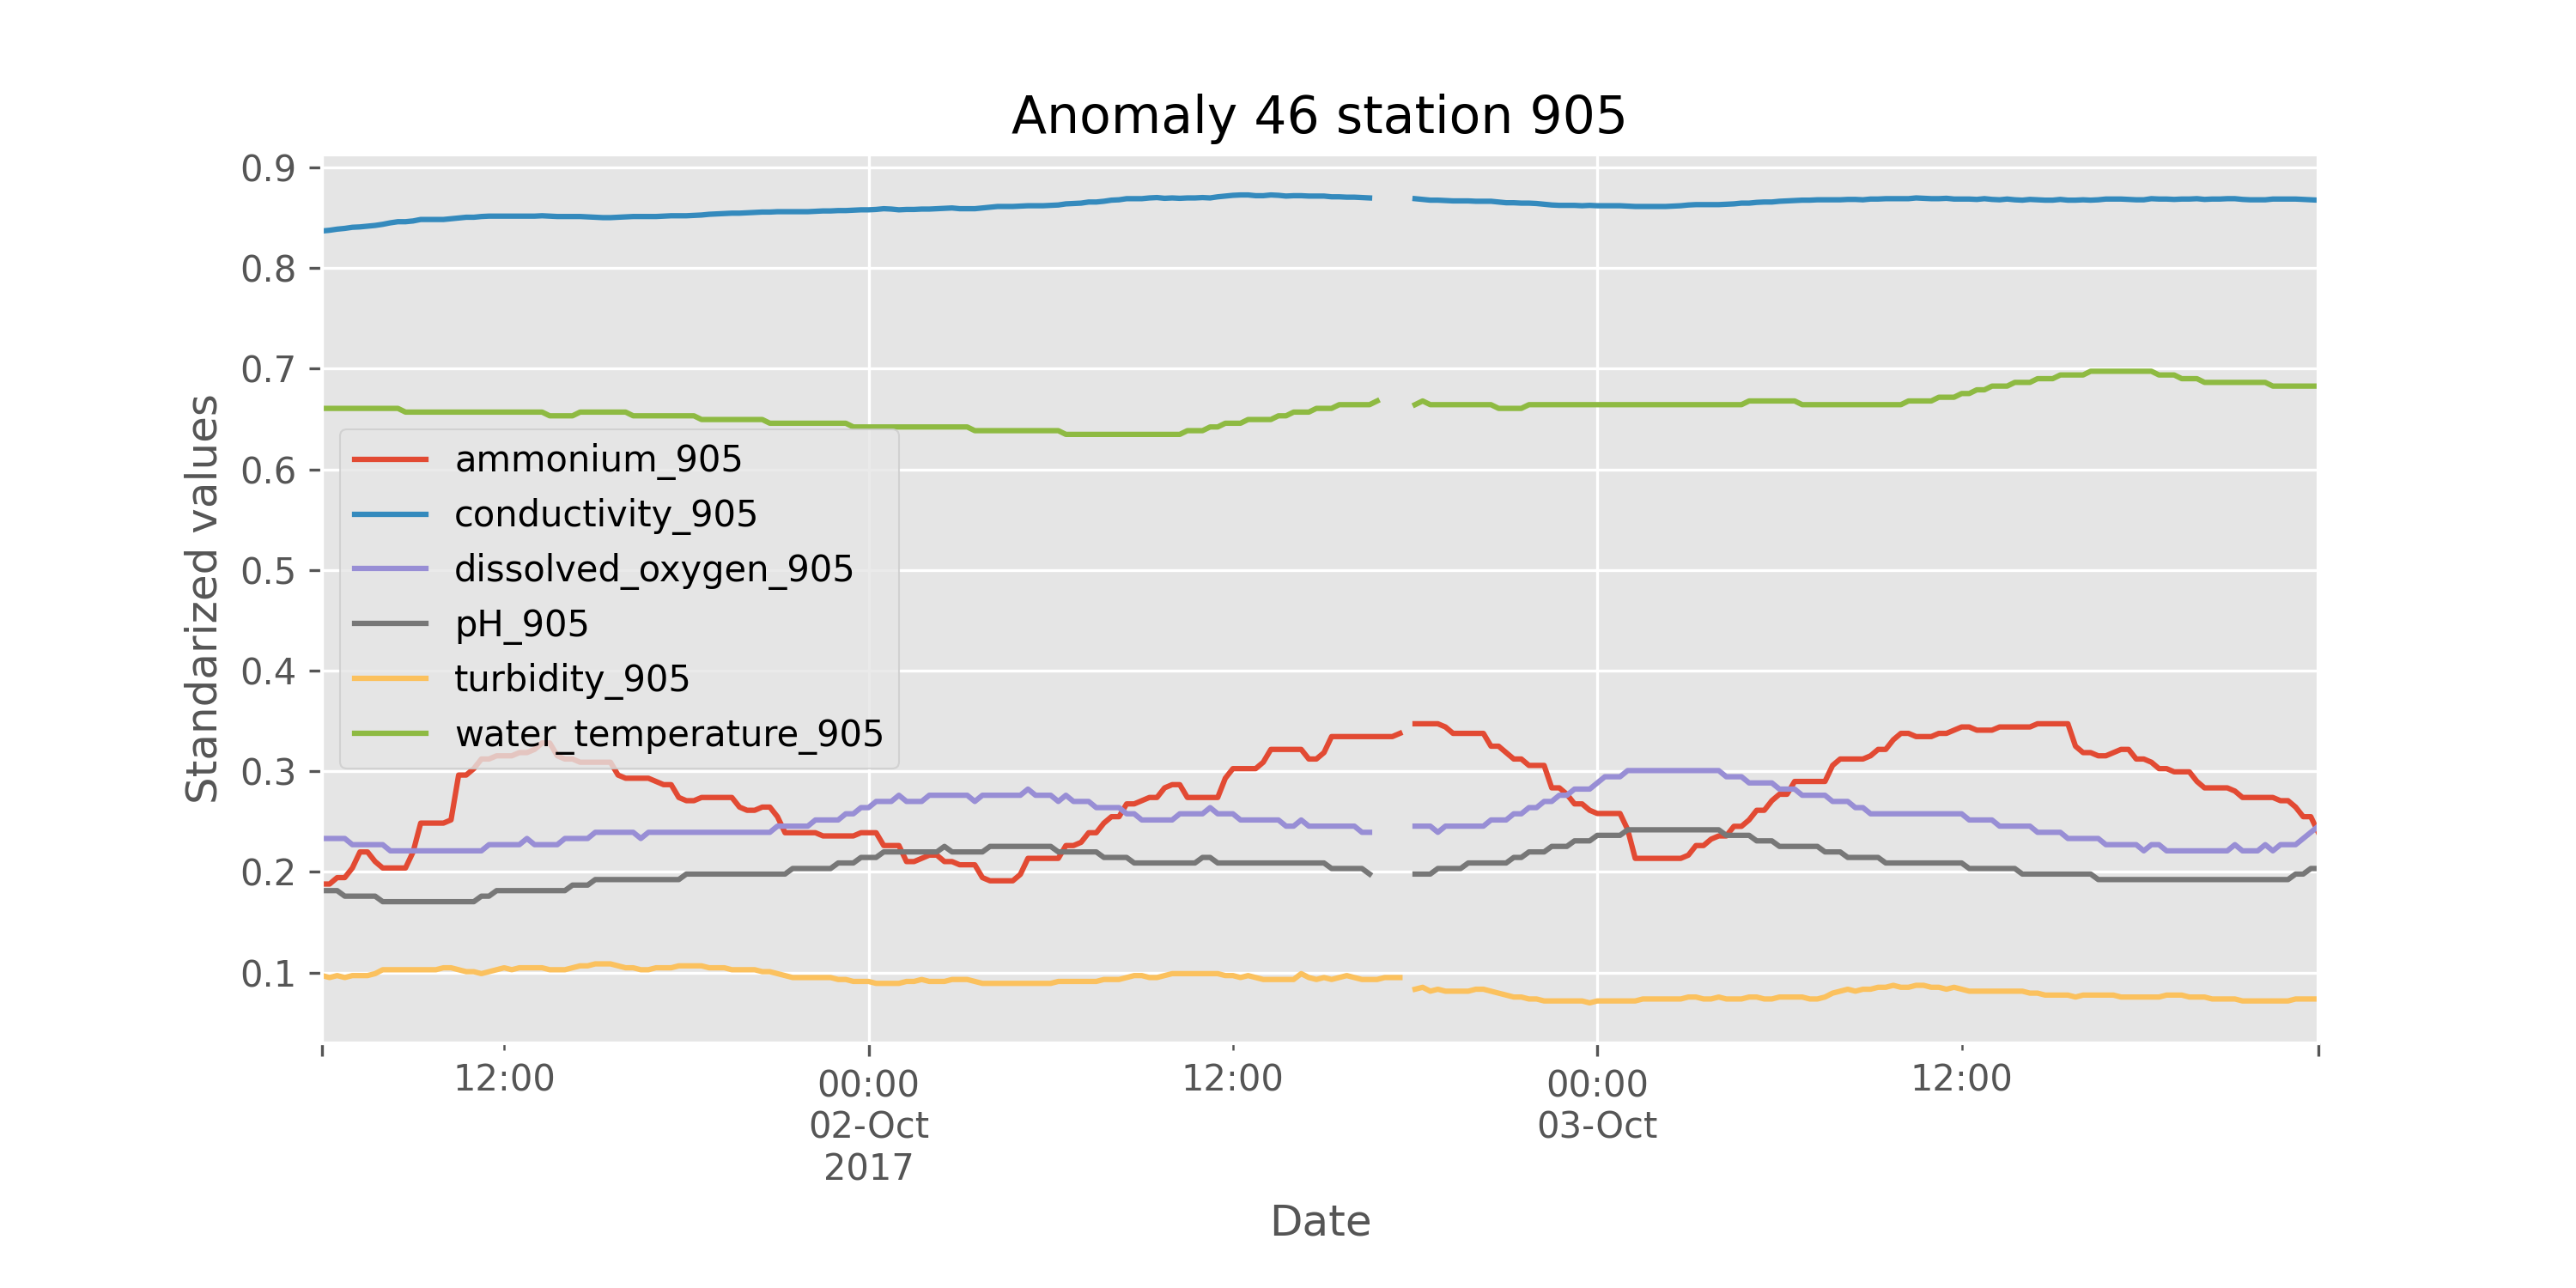 Anomaly 46 station 905
Standarized values
0.9
0.8
0.7
0.6
0.5
0.4
0.3
0.2
0.1
ammonium_905
conductivity_905
dissolved_oxygen_905
pH_905
turbidity_905
water_temperature_905
12:00
00:00
02-Oct
2017
12:00
00:00
03-Oct
12:00
Date